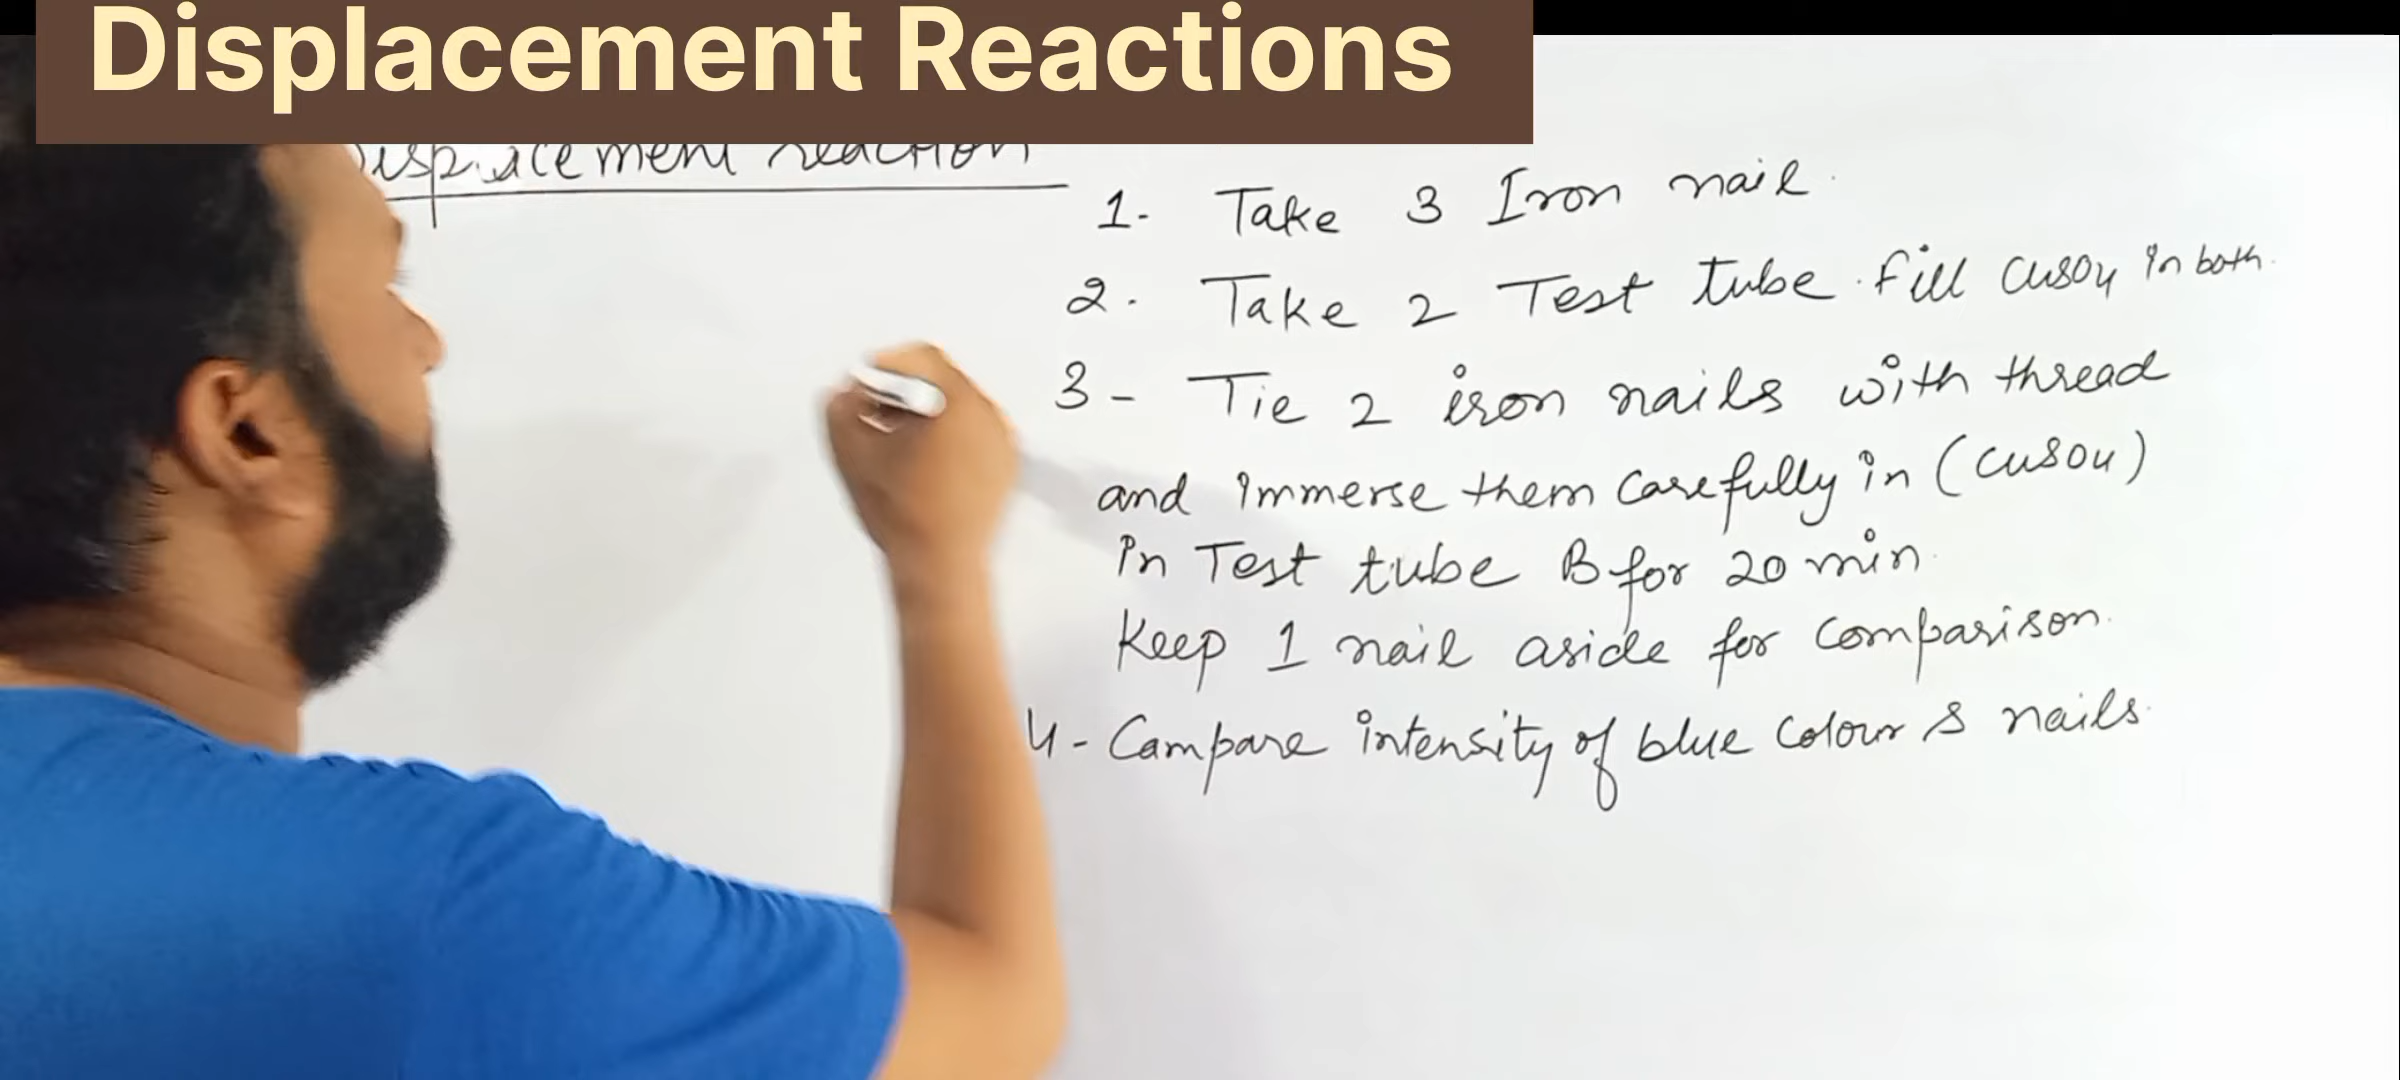 Displacement Reactions
Displacement reaction
1- Take 3 Iron nail.
2. Take 2 Test tube. fill CuSO4 in both.
3- Tie 2 iron nails with thread
and immerse them carefully in (CuSO4)
in Test tube B for 20 min.
Keep 1 nail aside for comparison.
4- Campare intensity of blue colour & nails.